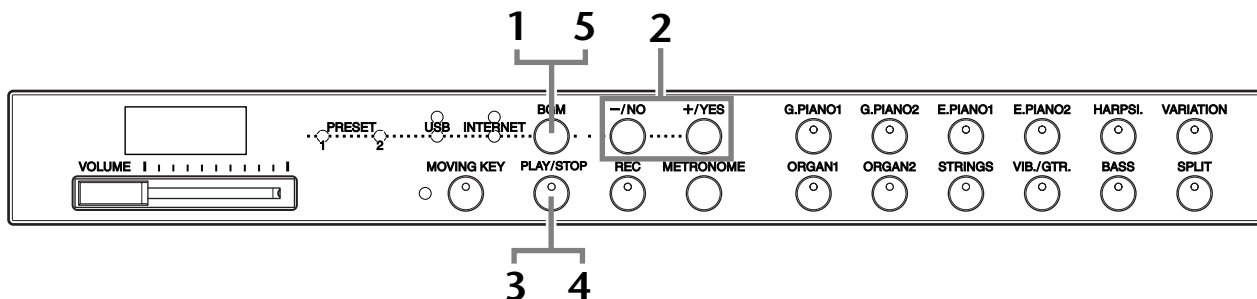 1 5 2
BGM −/NO +/YES G.PIANO1 G.PIANO2 E.PIANO1 E.PIANO2 HARPSI. VARIATION
PRESET USB INTERNET
1 2
VOLUME MOVING KEY PLAY/STOP REC METRONOME ORGAN1 ORGAN2 STRINGS VIB./GTR. BASS SPLIT
3 4